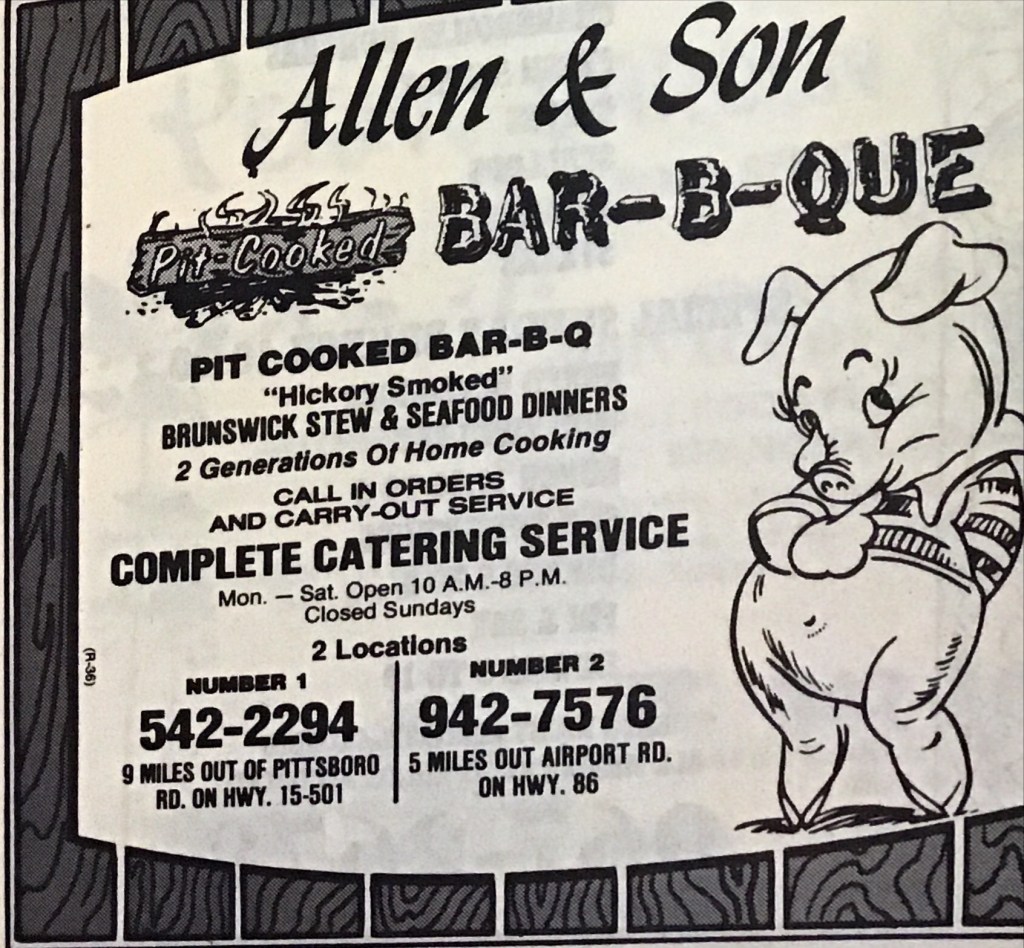 Allen & Son
BAR-B-QUE
Pit-Cooked
PIT COOKED BAR-B-Q
“Hickory Smoked”
BRUNSWICK STEW & SEAFOOD DINNERS
2 Generations Of Home Cooking
CALL IN ORDERS
AND CARRY-OUT SERVICE
COMPLETE CATERING SERVICE
Mon. — Sat. Open 10 A.M.-8 P.M.
Closed Sundays
2 Locations
NUMBER 1
542-2294
9 MILES OUT OF PITTSBORO
RD. ON HWY. 15-501
NUMBER 2
942-7576
5 MILES OUT AIRPORT RD.
ON HWY. 86
(R-36)